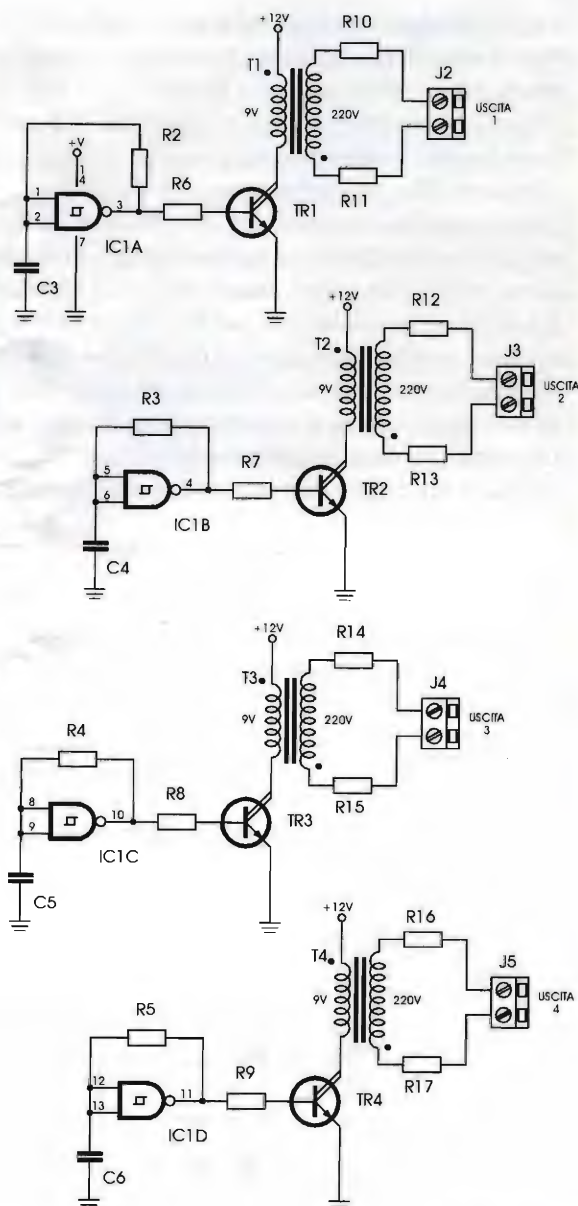 +12V
R10
T1
J2
9V
220V
USCITA
1
R2
+V
1
4
R6
1
2
3
TR1
R11
IC1A
7
C3
+12V
R12
T2
J3
9V
220V
USCITA
2
R3
R7
5
6
4
TR2
R13
IC1B
C4
+12V
R14
T3
J4
9V
220V
USCITA
3
R4
R8
8
9
10
TR3
R15
IC1C
C5
+12V
R16
T4
J5
9V
220V
USCITA
4
R5
R9
12
13
11
TR4
R17
IC1D
C6